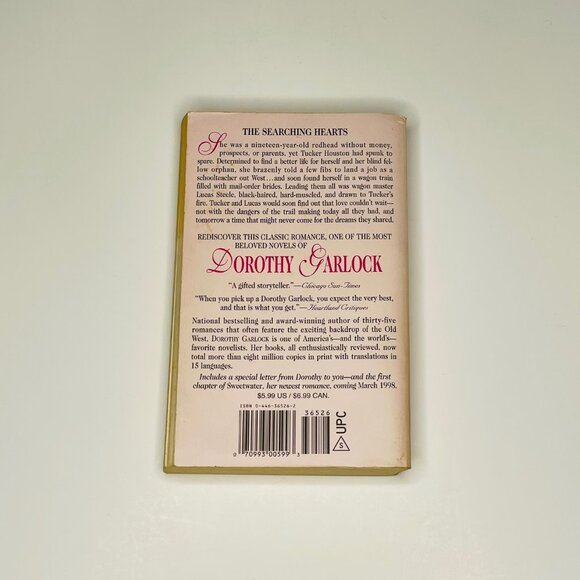 THE SEARCHING HEARTS
She was a nineteen-year-old redhead without money,
prospects, or parents, yet Tucker Houston had spunk to
spare. Determined to find a better life for herself and her blind fel-
low orphan, she brazenly told a few fibs to land a job as a
schoolteacher out West...and soon found herself in a wagon train
filled with mail-order brides. Leading them all was wagon master
Lucas Steele, black-haired, hard-muscled, and drawn to Tucker's
fire. Tucker and Lucas would soon find out that love couldn't wait—
not with the dangers of the trail making today all they had, and
tomorrow a time that might never come for the dreams they shared.
REDISCOVER THIS CLASSIC ROMANCE, ONE OF THE MOST
BELOVED NOVELS OF
DOROTHY GARLOCK
"A gifted storyteller."—Chicago Sun-Times
"When you pick up a Dorothy Garlock, you expect the very best,
and that is what you get."—Heartland Critiques
National bestselling and award-winning author of thirty-five
romances that often feature the exciting backdrop of the Old
West, DOROTHY GARLOCK is one of America's—and the world's—
favorite novelists. Her books, all enthusiastically reviewed, now
total more than eight million copies in print with translations in
15 languages.
Includes a special letter from Dorothy to you—and the first
chapter of Sweetwater, her newest romance, coming March 1998.
$5.99 US / $6.99 CAN.
ISBN 0-446-36526-2
36526
0 70993 00599 3
S UPC